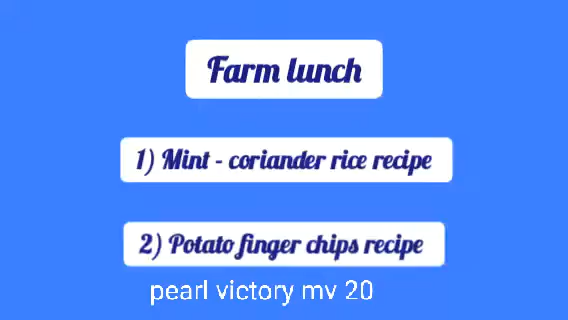 Farm lunch
1) Mint - coriander rice recipe
2) Potato finger chips recipe
pearl victory mv 20